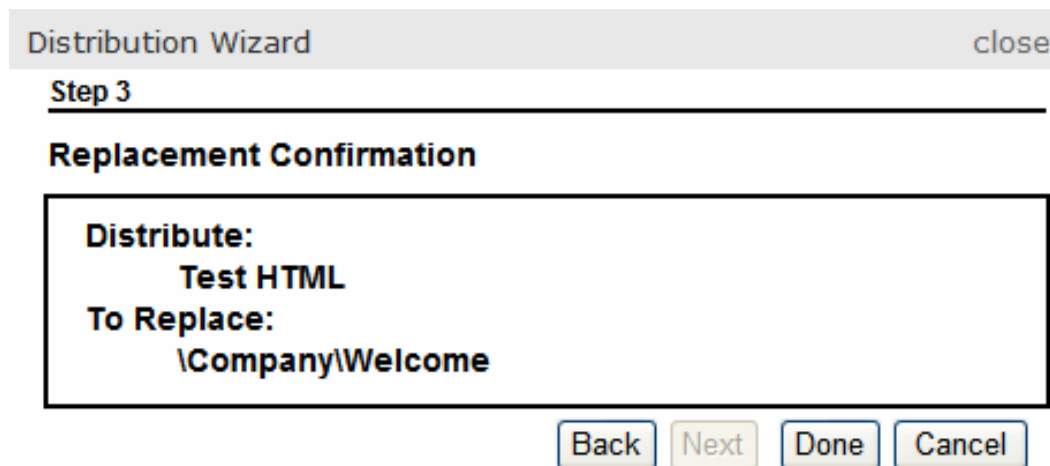 Distribution Wizard close
Step 3
Replacement Confirmation
Distribute:
Test HTML
To Replace:
\Company\Welcome
Back Next Done Cancel